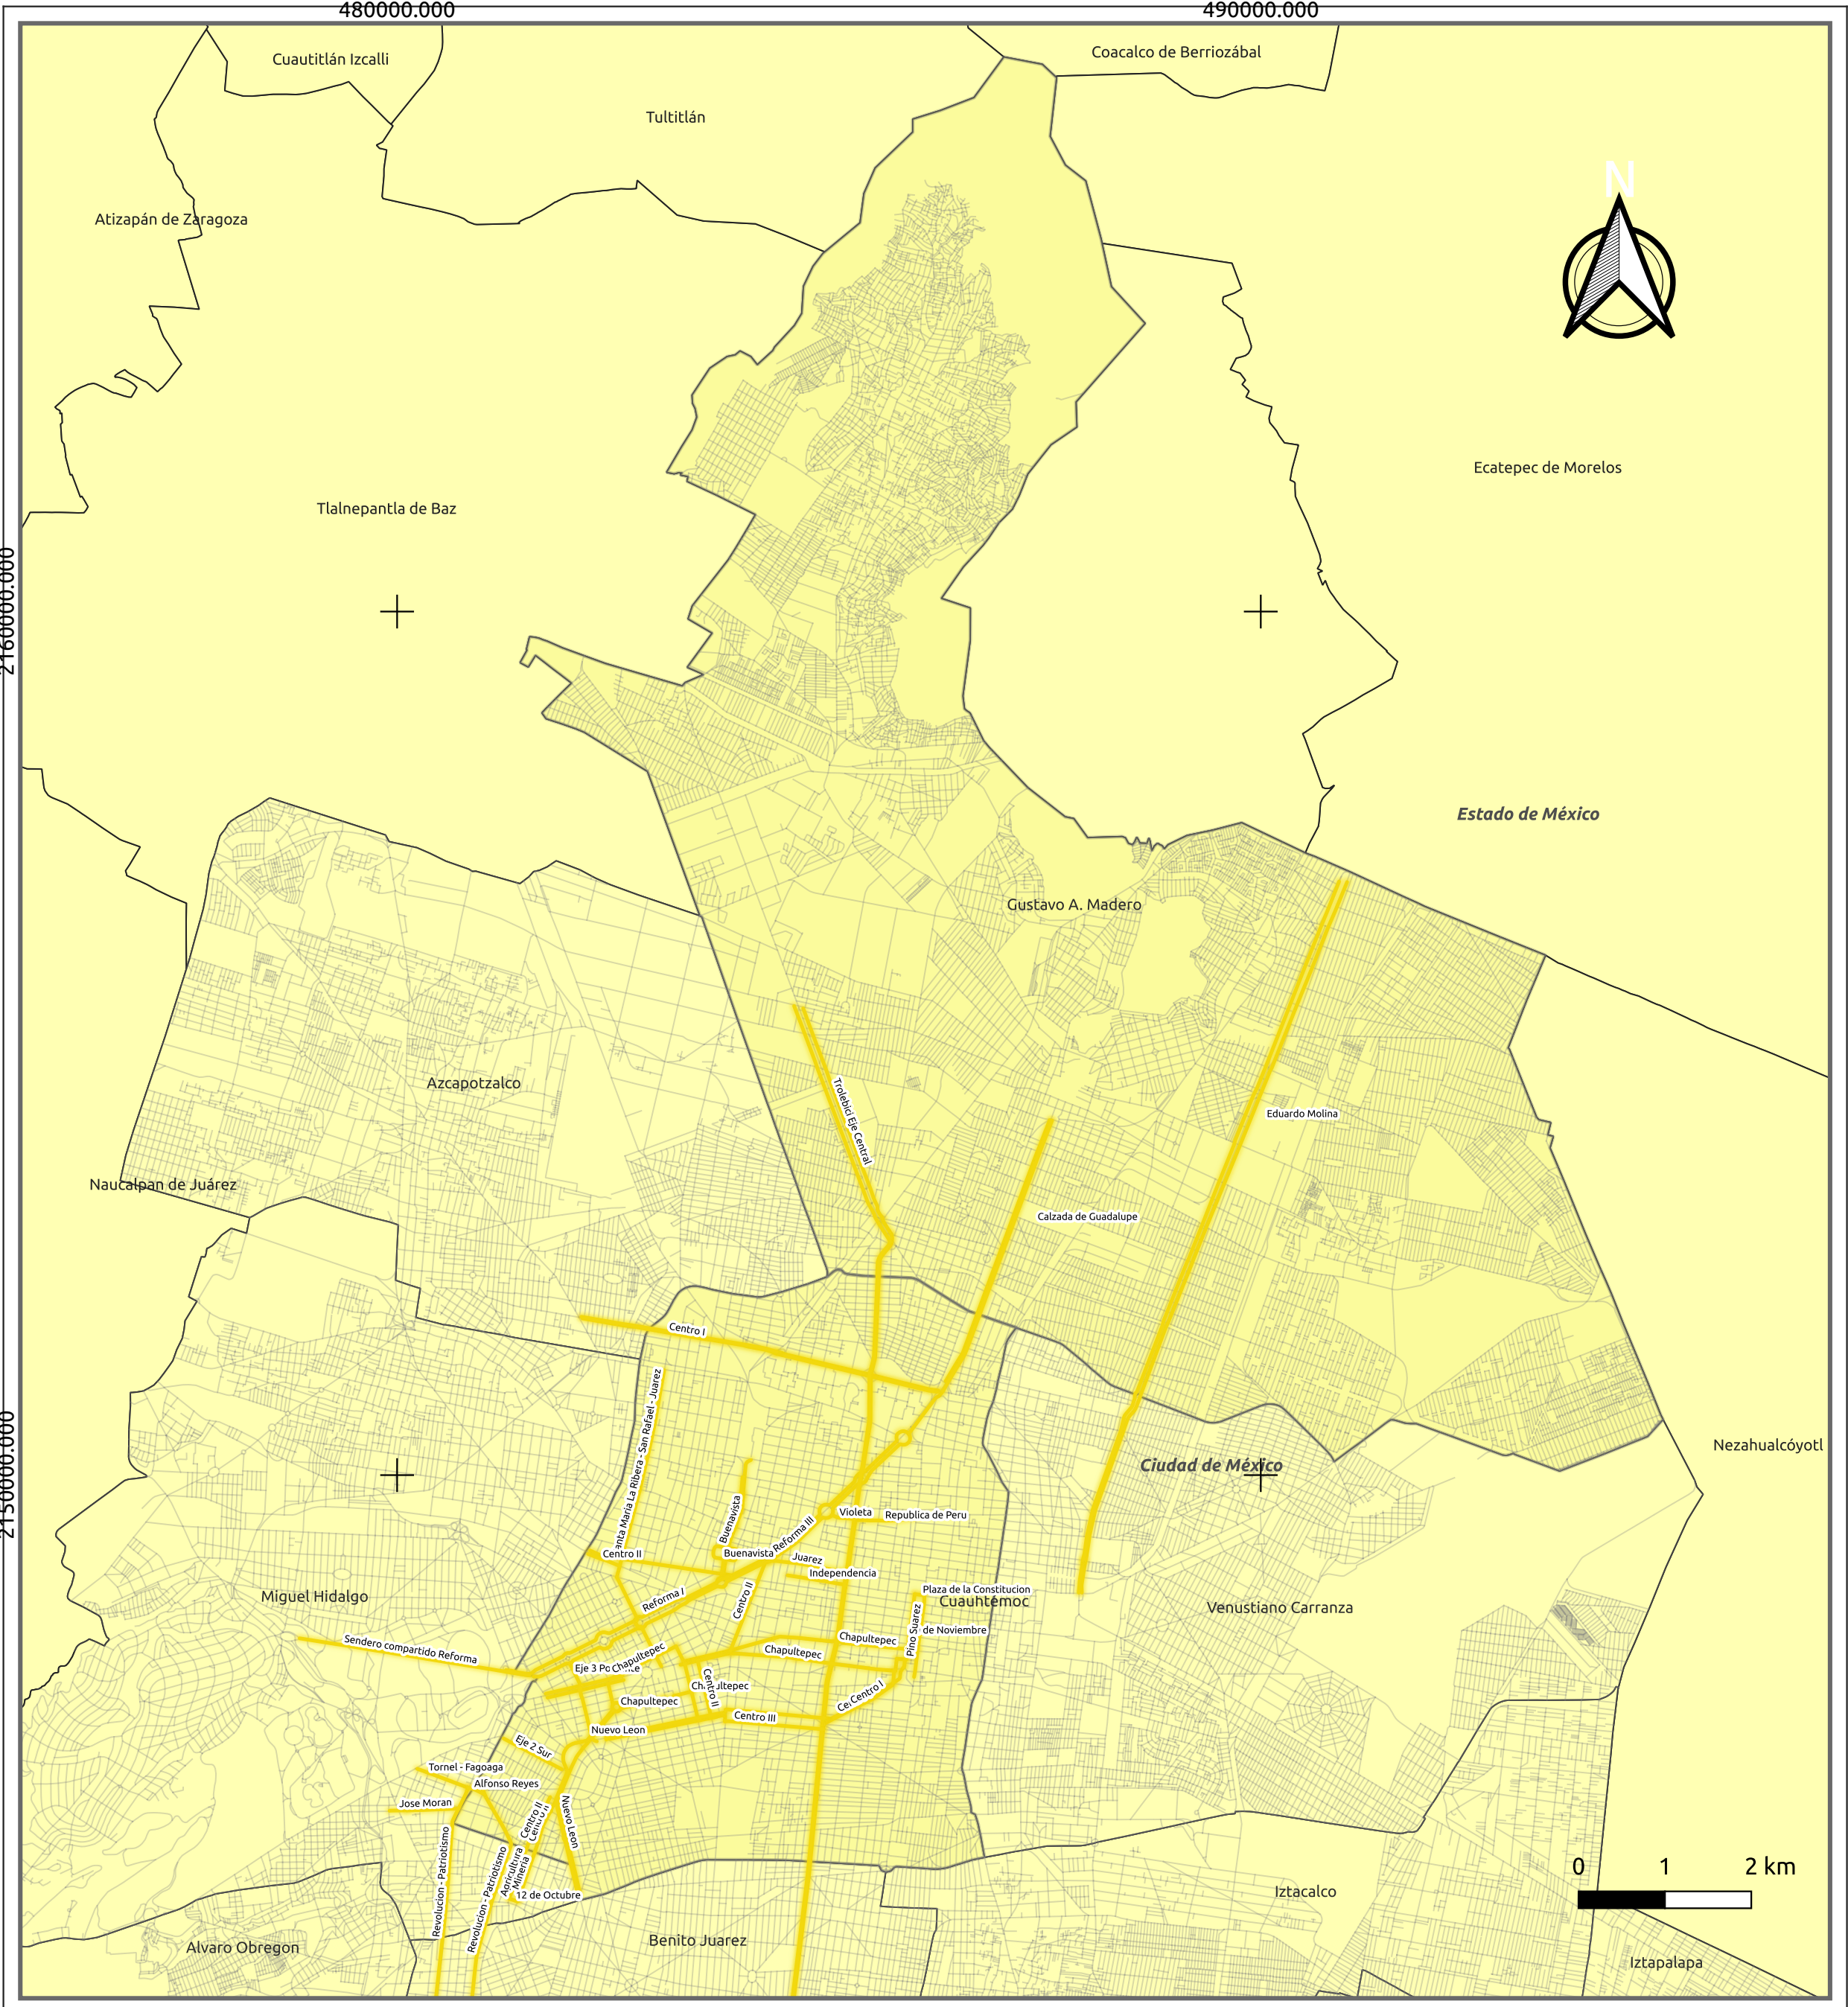 480000.000
490000.000
Cuautitlán Izcalli
Coacalco de Berriozábal
Tultitlán
N
Atizapán de Zaragoza
Ecatepec de Morelos
Tlalnepantla de Baz
2160000.000
Estado de México
Gustavo A. Madero
Azcapotzalco
Trolebici Eje Central
Eduardo Molina
Naucalpan de Juárez
Calzada de Guadalupe
Centro I
anta Maria La Ribera - San Rafael - Juarez
2150000.000
Nezahualcóyotl
Ciudad de México
Buenavista
Violeta
Republica de Peru
Reforma III
Centro II
Buenavista
Juarez
Independencia
Miguel Hidalgo
Reforma I
Centro II
Plaza de la Constitucion
Cuauhtémoc
Venustiano Carranza
Pino Suarez
de Noviembre
Sendero compartido Reforma
Chapultepec
Chapultepec
Chapultepec
Eje 3 Po
Centro II
Chapultepec
Chapultepec
Centro I
Centro III
Nuevo Leon
Eje 2 Sur
Tornel - Fagoaga
Alfonso Reyes
Jose Moran
Centro II
Nuevo Leon
Revolucion - Patriotismo
Revolucion - Patriotismo
Agricultura
Mineria
12 de Octubre
0 1 2 km
Iztacalco
Alvaro Obregon
Benito Juarez
Iztapalapa